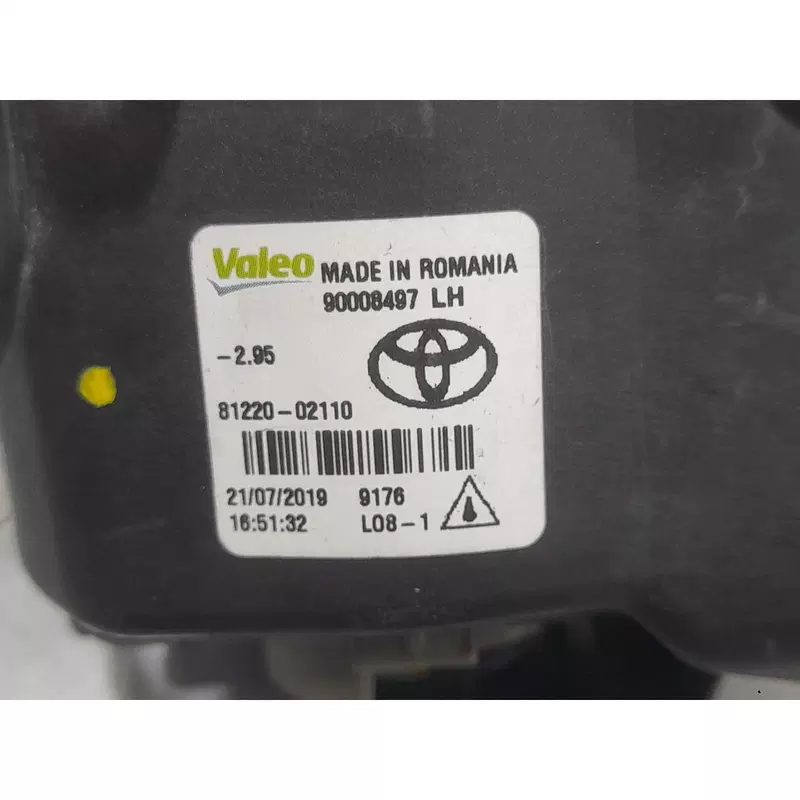 Valeo MADE IN ROMANIA
90008497 LH
-2.95
81220-02110
21/07/2019 9176
16:51:32 L08-1